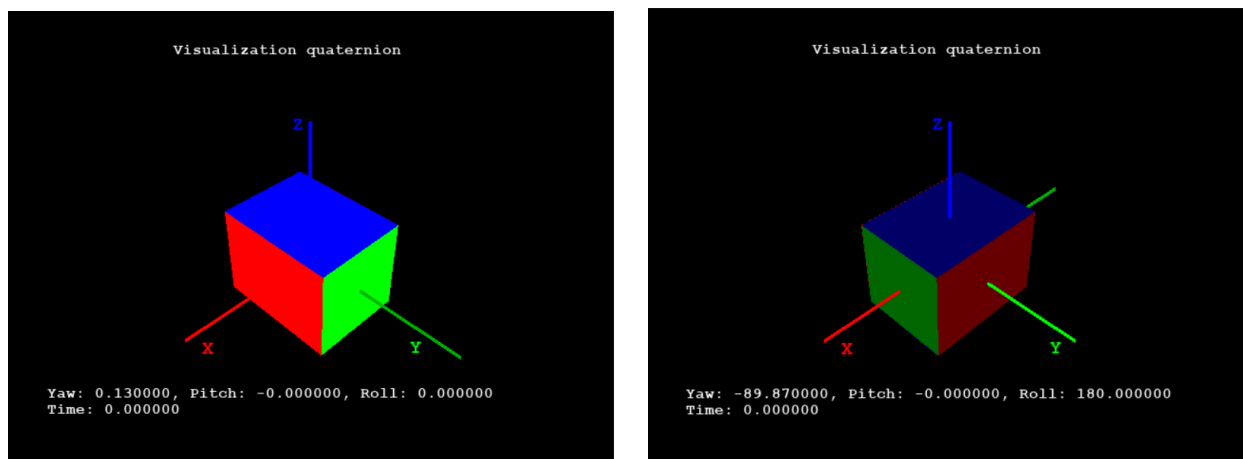 Visualization quaternion
Z
X
Y
Yaw: 0.130000, Pitch: -0.000000, Roll: 0.000000
Time: 0.000000
Visualization quaternion
Z
X
Y
Yaw: -89.870000, Pitch: -0.000000, Roll: 180.000000
Time: 0.000000